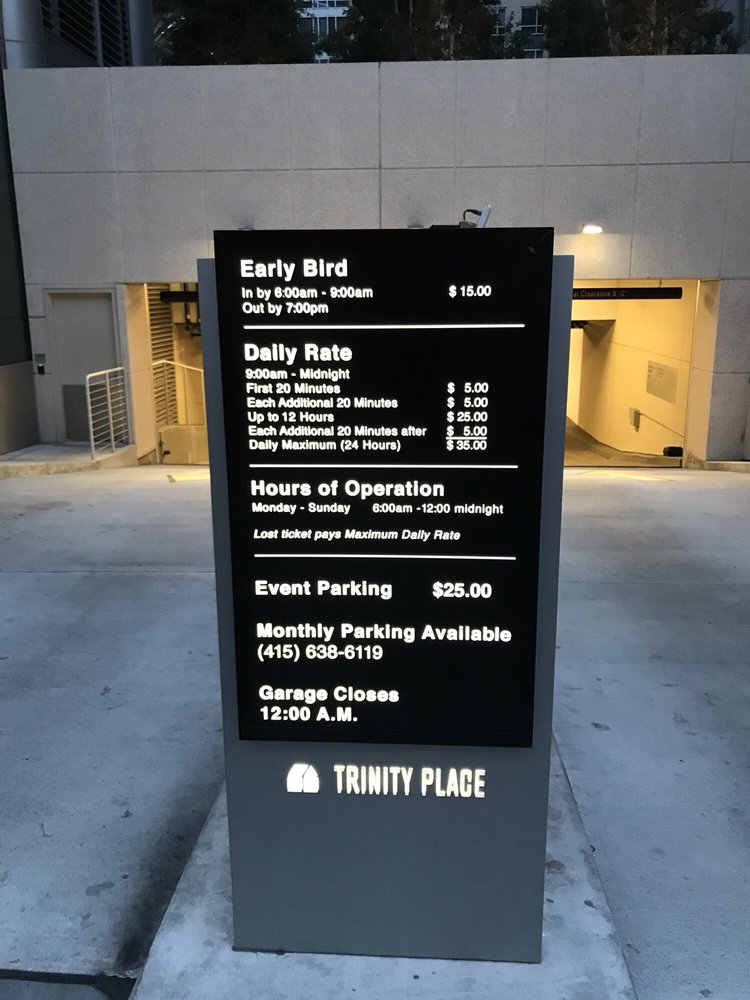 Early Bird
In by 6:00am - 9:00am $ 15.00
Out by 7:00pm
Daily Rate
9:00am - Midnight
First 20 Minutes $ 5.00
Each Additional 20 Minutes $ 5.00
Up to 12 Hours $ 25.00
Each Additional 20 Minutes after $ 5.00
Daily Maximum (24 Hours) $ 35.00
Hours of Operation
Monday - Sunday 6:00am -12:00 midnight
Lost ticket pays Maximum Daily Rate
Event Parking $25.00
Monthly Parking Available
(415) 638-6119
Garage Closes
12:00 A.M.
TRINITY PLACE
Clearance 8'-2"